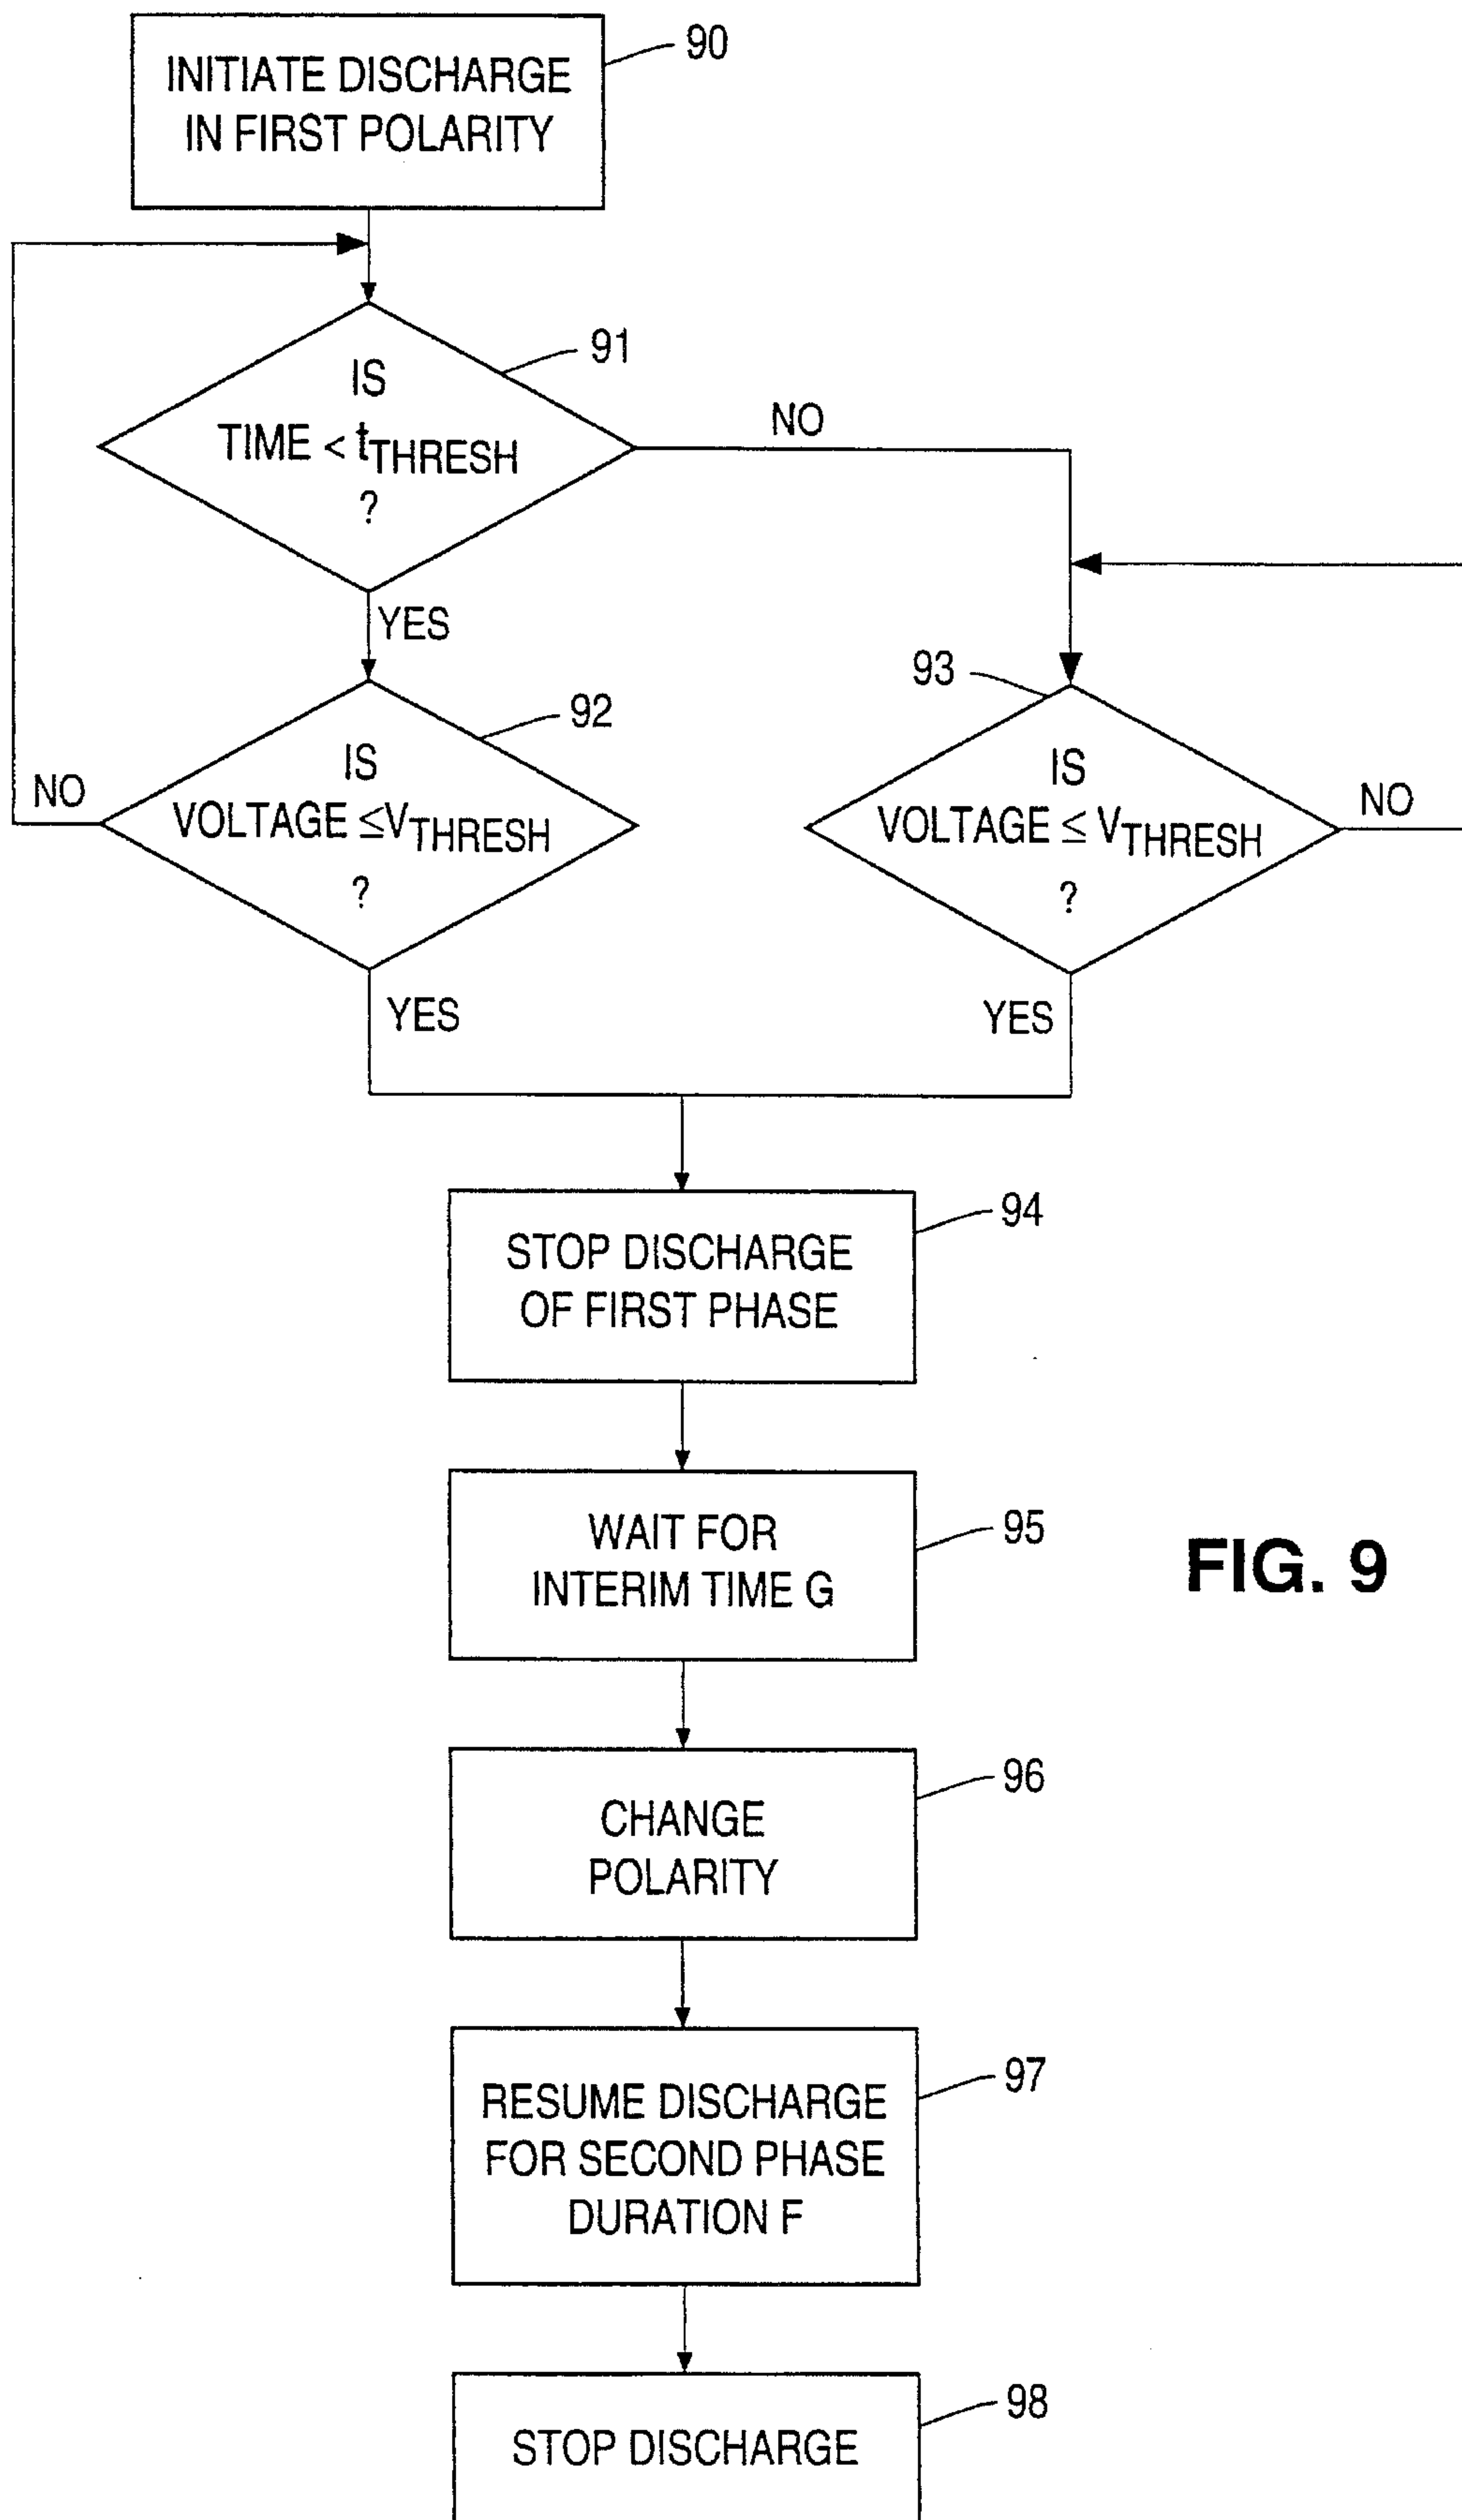 90
INITIATE DISCHARGE
IN FIRST POLARITY
91
IS
TIME < tTHRESH
?
NO
YES
92
IS
VOLTAGE ≤VTHRESH
?
NO
YES
93
IS
VOLTAGE ≤ VTHRESH
?
NO
YES
94
STOP DISCHARGE
OF FIRST PHASE
95
WAIT FOR
INTERIM TIME G
FIG. 9
96
CHANGE
POLARITY
97
RESUME DISCHARGE
FOR SECOND PHASE
DURATION F
98
STOP DISCHARGE